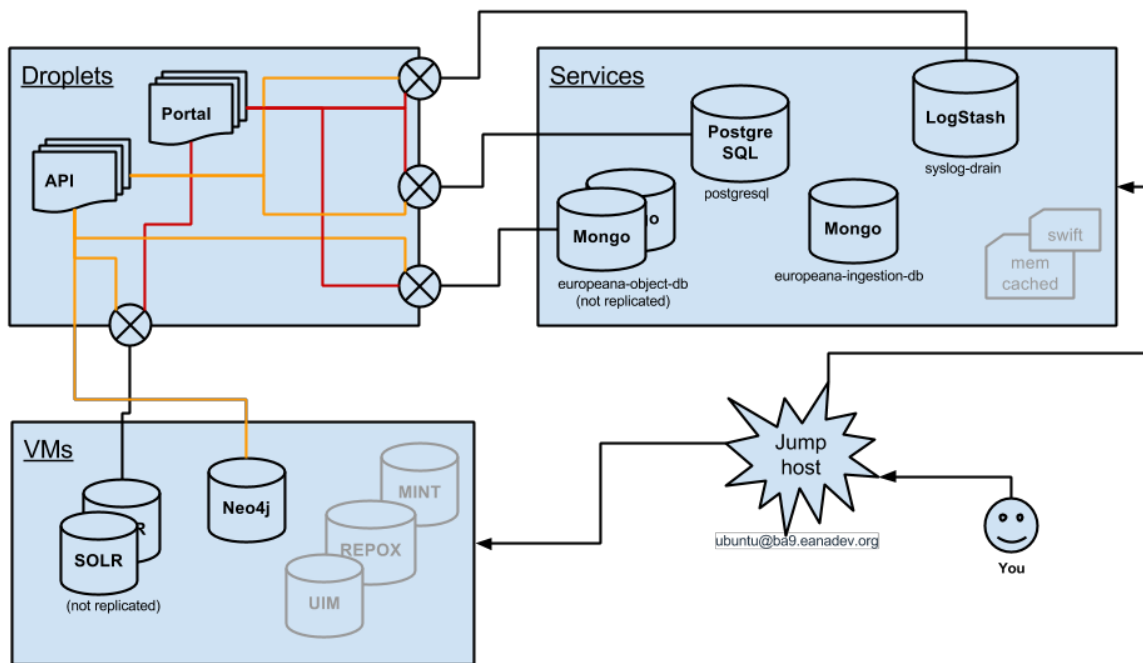 Droplets
Portal
API
Services
LogStash
syslog-drain
Postgre
SQL
postgresql
Mongo
europeana-object-db
(not replicated)
Mongo
europeana-ingestion-db
swift
mem
cached
VMs
SOLR
(not replicated)
Neo4j
MINT
REPOX
UIM
Jump
host
ubuntu@ba9.eanadev.org
You